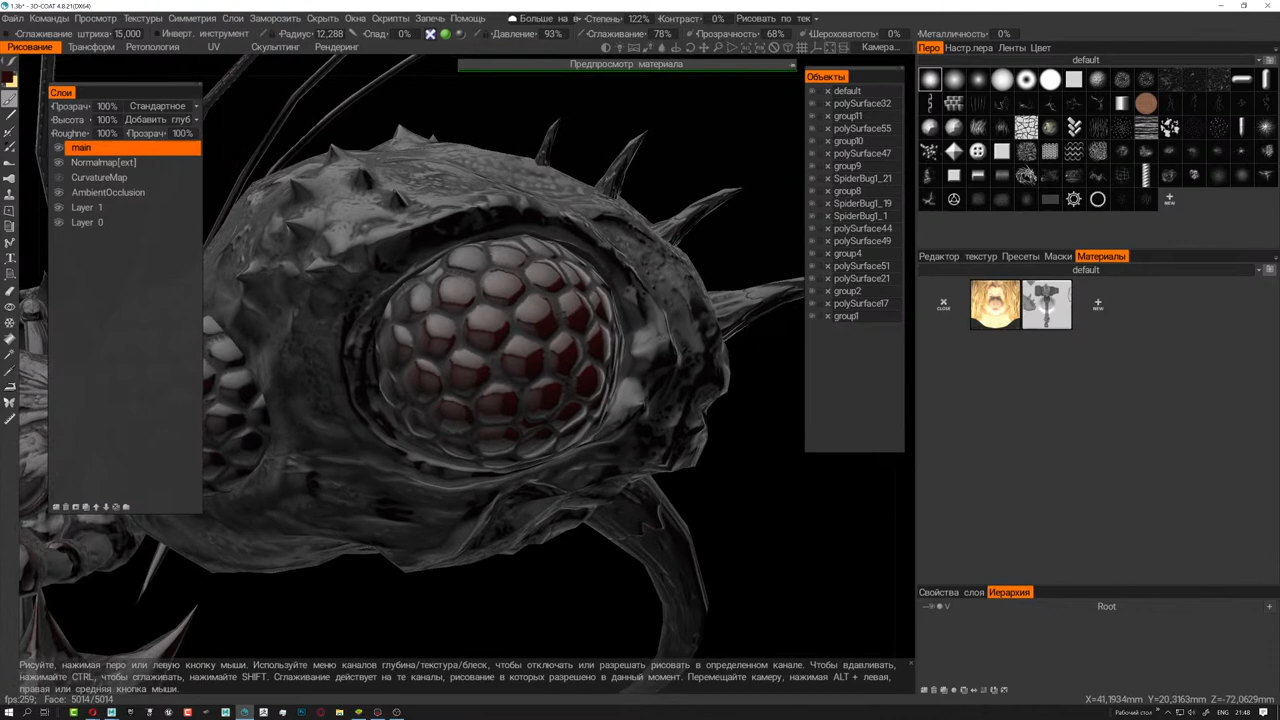 1.3b* - 3D-COAT 4.8.21(DX64)
Файл Команды Просмотр Текстуры Симметрия Слои Заморозить Скрыть Окна Скрипты Запечь Помощь Больше на в Степень: 122% Контраст: 0% Рисовать по тек
Сглаживание штриха: 15,000 Инверт. инструмент Радиус: 12,288 Спад: 0% Давление: 93% Сглаживание: 78% Прозрачность: 68% Шероховатость: 0% Металличность: 0%
Рисование Трансформ Ретопология UV Скульптинг Рендеринг Камера...
Перо Настр.пера Ленты Цвет
default
Предпросмотр материала
Слои
Прозрач 100% Стандартное
Высота 100% Добавить глуб
Roughne: 100% Прозрач: 100%
main
Normalmap[ext]
CurvatureMap
AmbientOcclusion
Layer 1
Layer 0
Объекты
default
polySurface32
group11
polySurface55
group10
polySurface47
group9
SpiderBug1_21
group8
SpiderBug1_19
SpiderBug1_1
polySurface44
polySurface49
group4
polySurface51
polySurface21
group2
polySurface17
group1
NEW
Редактор текстур Пресеты Маски Материалы
default
CLOSE
NEW
Свойства слоя Иерархия
V Root
Рисуйте, нажимая перо или левую кнопку мыши. Используйте меню каналов глубина/текстура/блеск, чтобы отключать или разрешать рисовать в определенном канале. Чтобы вдавливать,
нажимайте CTRL, чтобы сглаживать, нажимайте SHIFT. Сглаживание действует на те каналы, рисование в которых разрешено в данный момент. Перемещайте камеру, нажимая ALT + левая,
правая или средняя кнопка мыши.
fps:259; Face: 5014/5014
X=41,1934mm Y=20,3163mm Z=-72,0629mm
Рабочий стол ENG 21:48